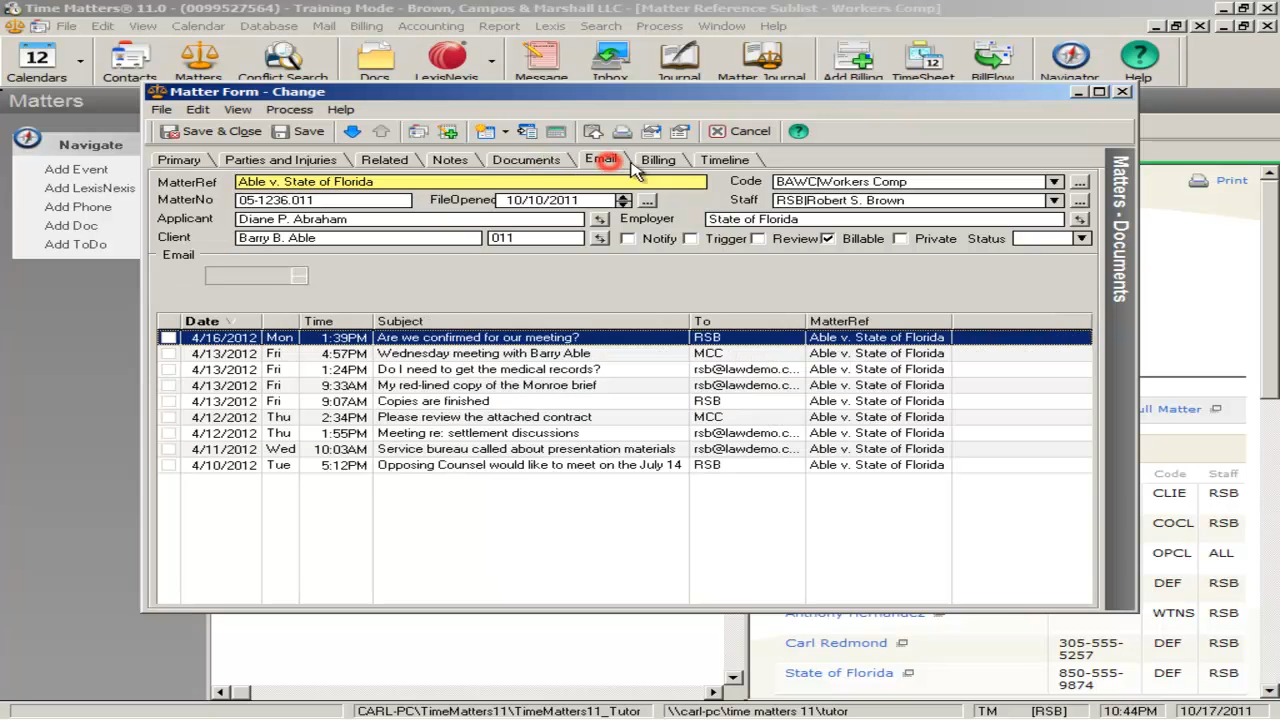 Time Matters® 11.0 - (0099527564) - Training Mode - Brown, Campos & Marshall LLC - [Matter Reference Sublist - Workers Comp]
File Edit View Calendar Database Mail Billing Accounting Report Lexis Search Process Window Help
12
12
Calendars Contacts Matters Conflict Search Docs LexisNexis Message Inbox Journal Matter Journal Add Billing TimeSheet BillFlow Navigator Help
Matters
Navigate
Add Event
Add LexisNexis
Add Phone
Add Doc
Add ToDo
Matter Form - Change
File Edit View Process Help
Save & Close Save Cancel
Primary Parties and Injuries Related Notes Documents Email Billing Timeline
MatterRef Able v. State of Florida Code BAWC|Workers Comp
MatterNo 05-1236.011 FileOpened 10/10/2011 Staff RSB|Robert S. Brown
Applicant Diane P. Abraham Employer State of Florida
Client Barry B. Able 011 Notify Trigger Review Billable Private Status
Email
Date Time Subject To MatterRef
4/16/2012 Mon 1:39PM Are we confirmed for our meeting? RSB Able v. State of Florida
4/13/2012 Fri 4:57PM Wednesday meeting with Barry Able MCC Able v. State of Florida
4/13/2012 Fri 1:24PM Do I need to get the medical records? rsb@lawdemo.c... Able v. State of Florida
4/13/2012 Fri 9:33AM My red-lined copy of the Monroe brief rsb@lawdemo.c... Able v. State of Florida
4/13/2012 Fri 9:07AM Copies are finished RSB Able v. State of Florida
4/12/2012 Thu 2:34PM Please review the attached contract MCC Able v. State of Florida
4/12/2012 Thu 1:55PM Meeting re: settlement discussions rsb@lawdemo.c... Able v. State of Florida
4/11/2012 Wed 10:03AM Service bureau called about presentation materials rsb@lawdemo.c... Able v. State of Florida
4/10/2012 Tue 5:12PM Opposing Counsel would like to meet on the July 14 RSB Able v. State of Florida
Matters - Documents
Print
ull Matter
Code Staff
CLIE RSB
COCL RSB
OPCL ALL
DEF RSB
Anthony Hernandez WTNS RSB
Carl Redmond 305-555-5257 DEF RSB
State of Florida 850-555-9874 DEF RSB
CARL-PC\TimeMatters11\TimeMatters11_Tutor \\carl-pc\time matters 11\tutor TM [RSB] 10:44PM 10/17/2011